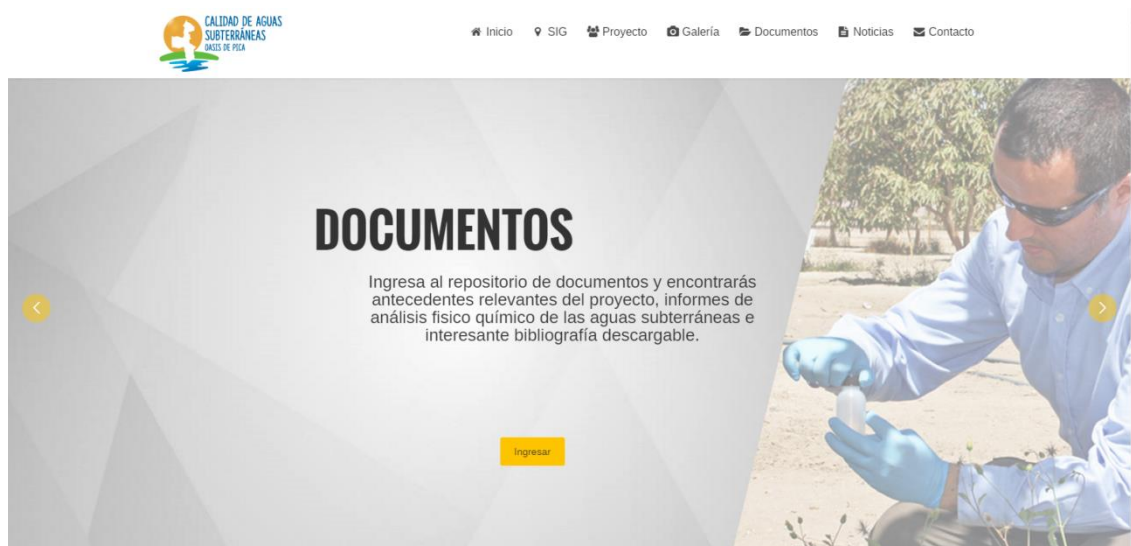 CALIDAD DE AGUAS
SUBTERRÁNEAS
OASIS DE PICA
Inicio
SIG
Proyecto
Galería
Documentos
Noticias
Contacto
DOCUMENTOS
Ingresa al repositorio de documentos y encontrarás
antecedentes relevantes del proyecto, informes de
análisis fisico químico de las aguas subterráneas e
interesante bibliografía descargable.
Ingresar